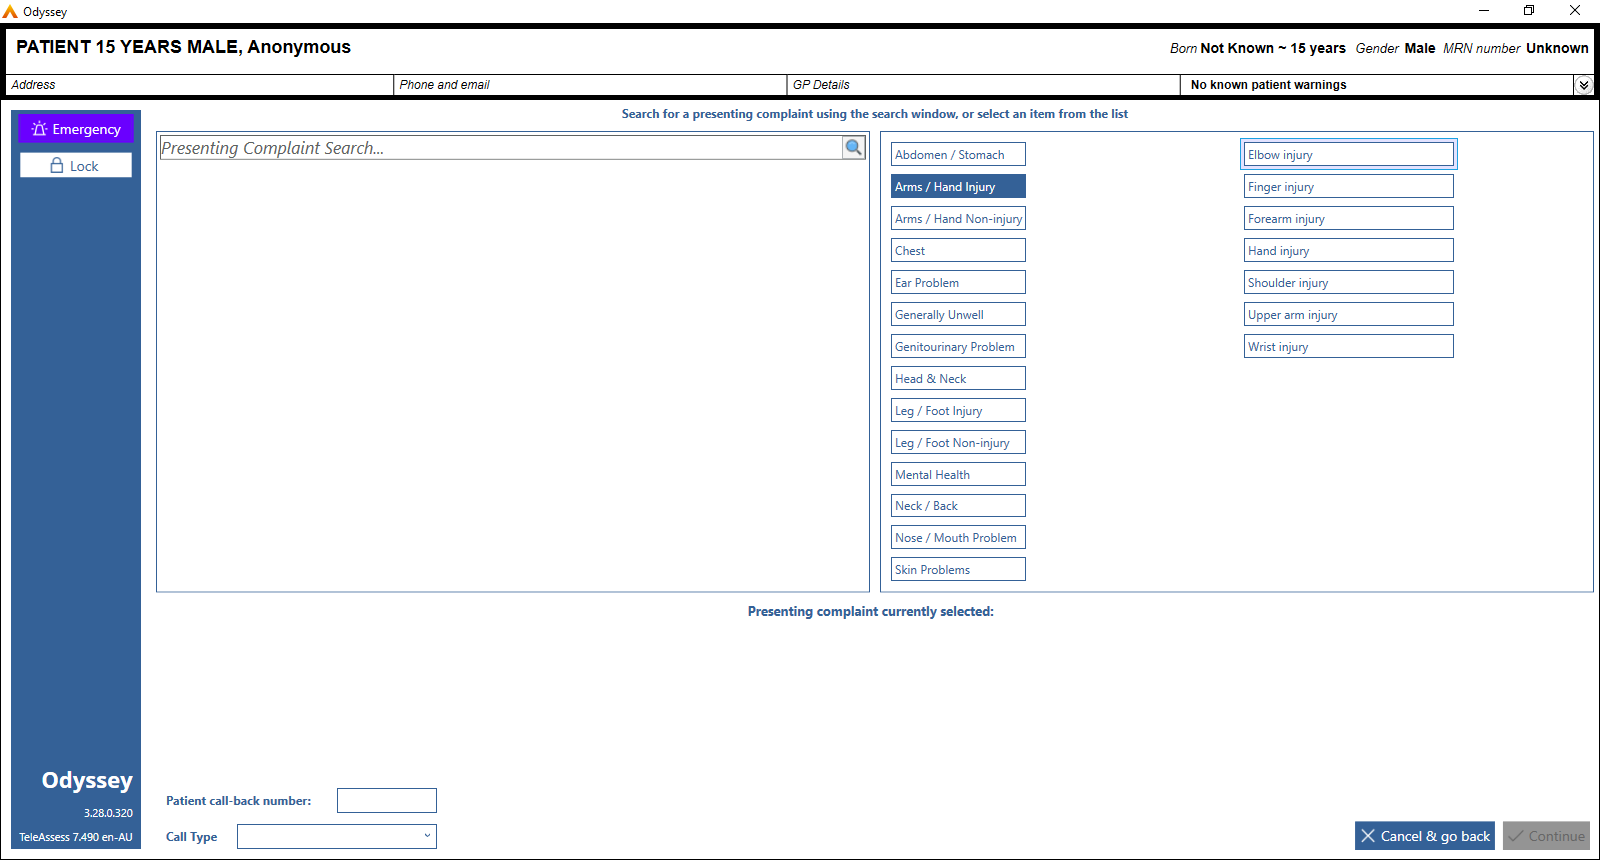 Odyssey
PATIENT 15 YEARS MALE, Anonymous
Born Not Known ~ 15 years Gender Male MRN number Unknown
Address
Phone and email
GP Details
No known patient warnings
Emergency
Lock
Search for a presenting complaint using the search window, or select an item from the list
Presenting Complaint Search...
Abdomen / Stomach
Arms / Hand Injury
Arms / Hand Non-injury
Chest
Ear Problem
Generally Unwell
Genitourinary Problem
Head & Neck
Leg / Foot Injury
Leg / Foot Non-injury
Mental Health
Neck / Back
Nose / Mouth Problem
Skin Problems
Elbow injury
Finger injury
Forearm injury
Hand injury
Shoulder injury
Upper arm injury
Wrist injury
Presenting complaint currently selected:
Odyssey
3.28.0.320
TeleAssess 7.490 en-AU
Patient call-back number:
Call Type
Cancel & go back
Continue